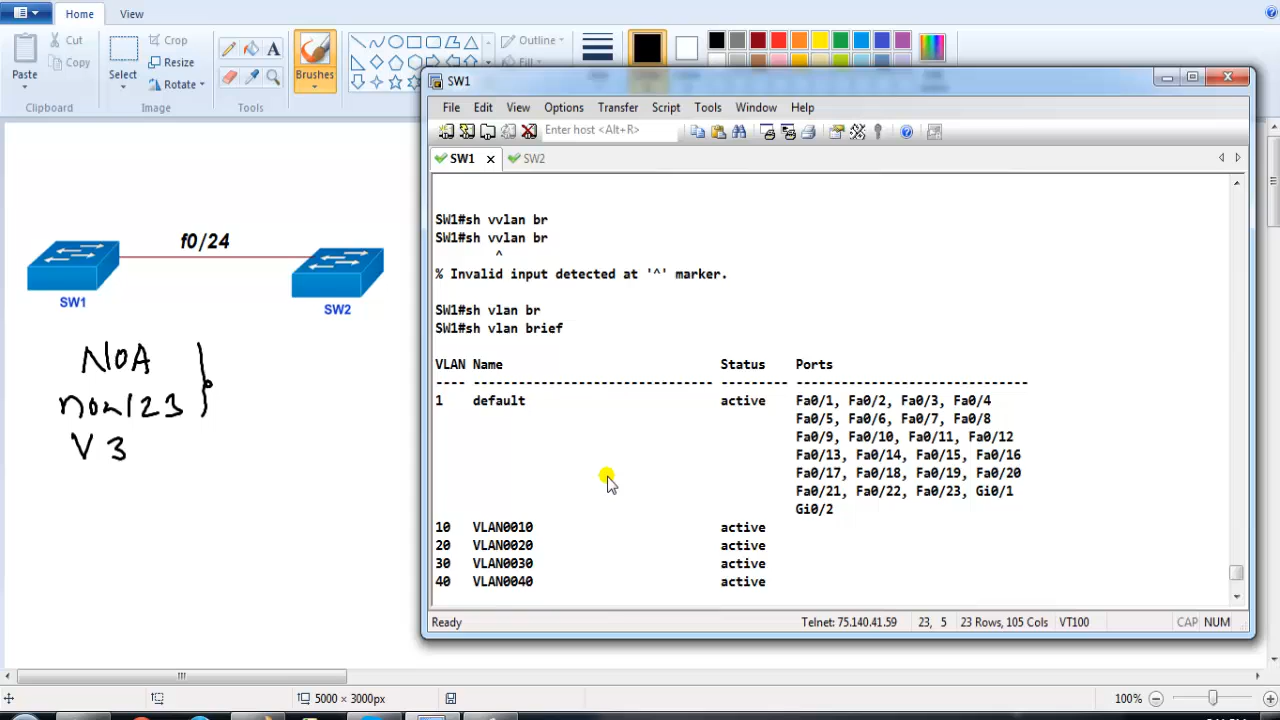 Home
View
Paste
Cut
Copy
Clipboard
Select
Crop
Resize
Rotate
Image
A
Tools
Brushes
Outline
Fill
SW1
File Edit View Options Transfer Script Tools Window Help
Enter host <Alt+R>
SW1 SW2
SW1#sh vvlan br
SW1#sh vvlan br
^
% Invalid input detected at '^' marker.
SW1#sh vlan br
SW1#sh vlan brief
VLAN Name Status Ports
---- -------------------------------- --------- -------------------------------
1 default active Fa0/1, Fa0/2, Fa0/3, Fa0/4
Fa0/5, Fa0/6, Fa0/7, Fa0/8
Fa0/9, Fa0/10, Fa0/11, Fa0/12
Fa0/13, Fa0/14, Fa0/15, Fa0/16
Fa0/17, Fa0/18, Fa0/19, Fa0/20
Fa0/21, Fa0/22, Fa0/23, Gi0/1
Gi0/2
10 VLAN0010 active
20 VLAN0020 active
30 VLAN0030 active
40 VLAN0040 active
Ready Telnet: 75.140.41.59 23, 5 23 Rows, 105 Cols VT100 CAP NUM
f0/24
SW1
SW2
NOA
noa123
V 3
5000 × 3000px
100%